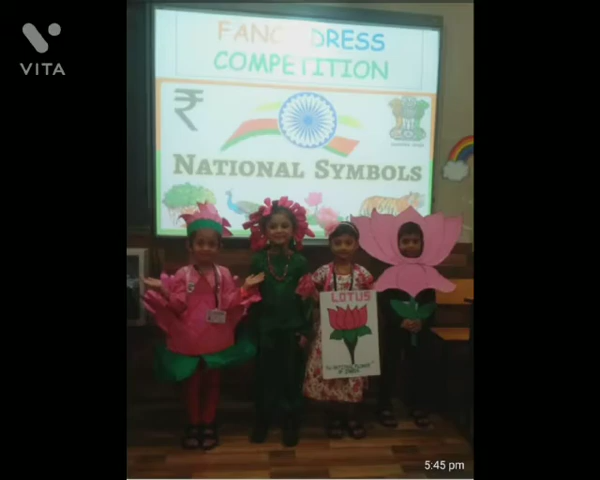 VITA
FANCY DRESS
COMPETITION
₹
NATIONAL SYMBOLS
LOTUS
5:45 pm